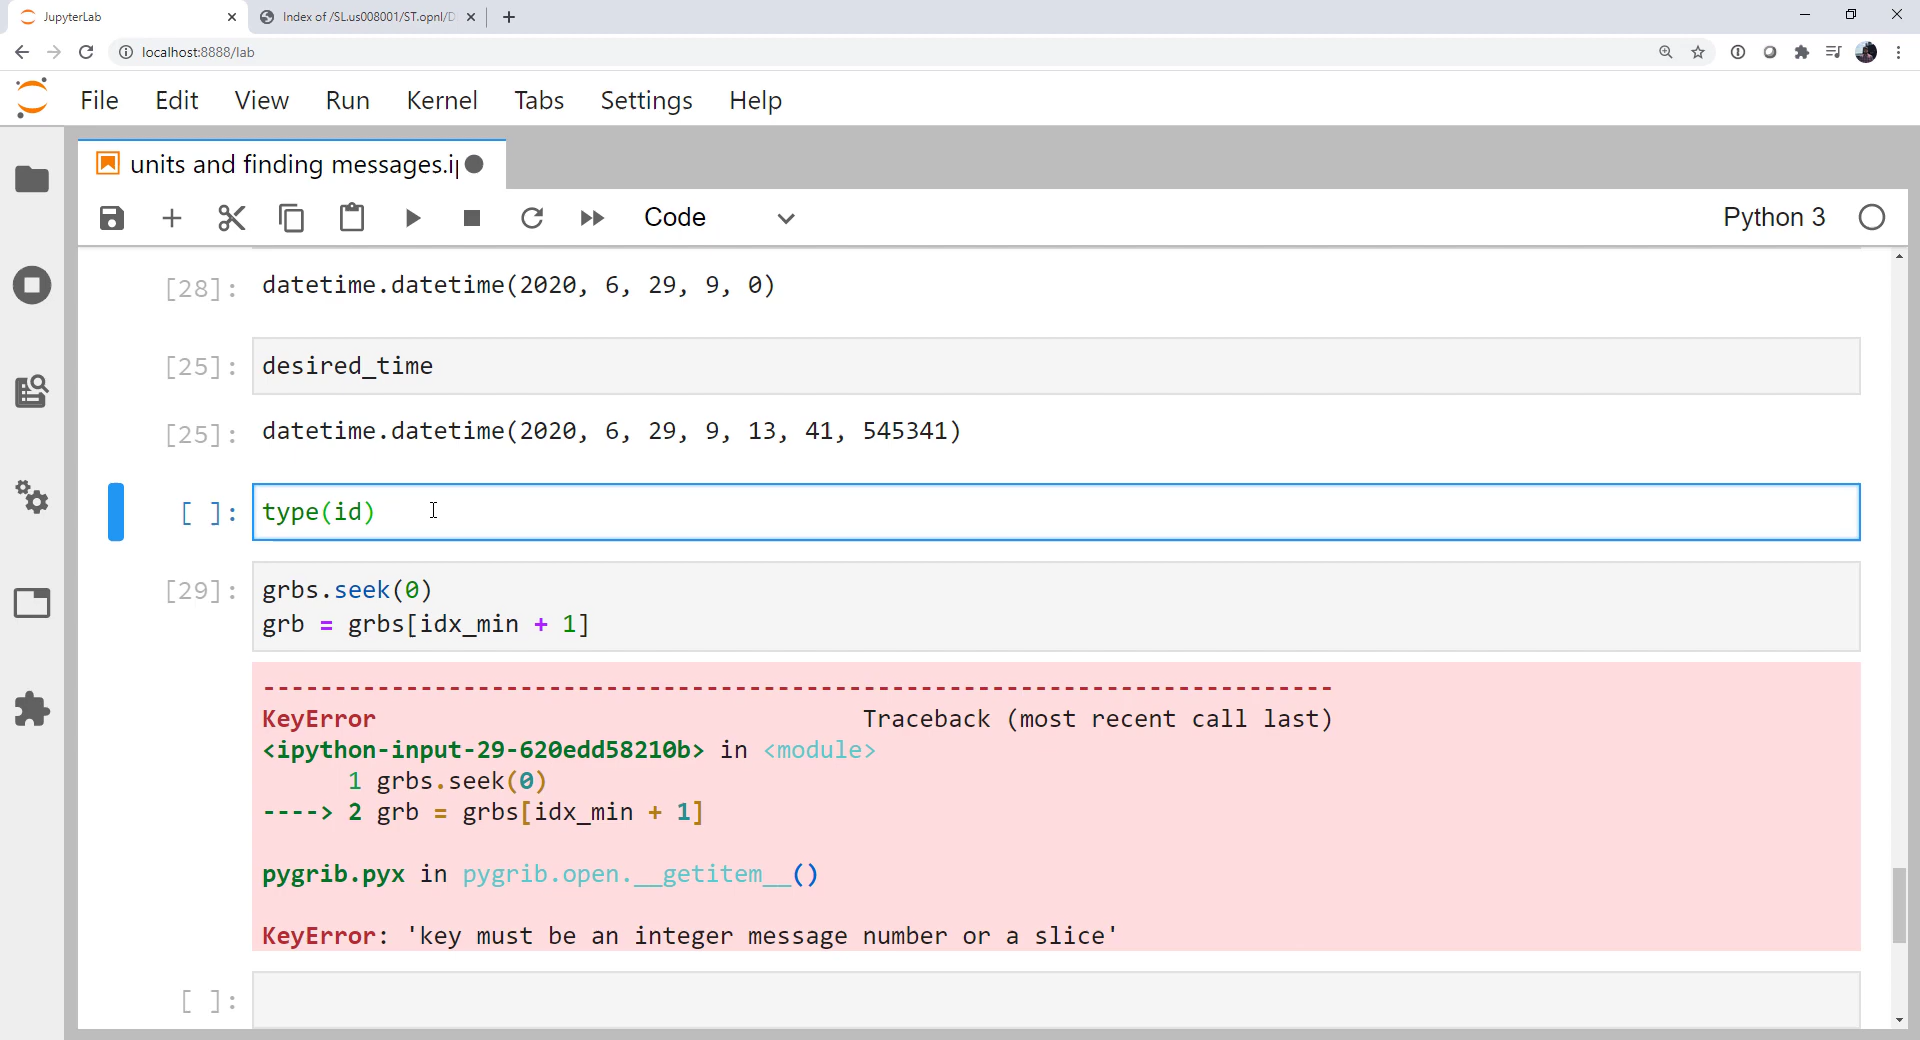 JupyterLab
Index of /SL.us008001/ST.opnl/D
localhost:8888/lab
File Edit View Run Kernel Tabs Settings Help
units and finding messages.ip
Code
Python 3
[28]: datetime.datetime(2020, 6, 29, 9, 0)
[25]: desired_time
[25]: datetime.datetime(2020, 6, 29, 9, 13, 41, 545341)
[ ]: type(id)
[29]: grbs.seek(0)
grb = grbs[idx_min + 1]
---------------------------------------------------------------------------
KeyError Traceback (most recent call last)
<ipython-input-29-620edd58210b> in <module>
1 grbs.seek(0)
----> 2 grb = grbs[idx_min + 1]
pygrib.pyx in pygrib.open.__getitem__()
KeyError: 'key must be an integer message number or a slice'
[ ]: